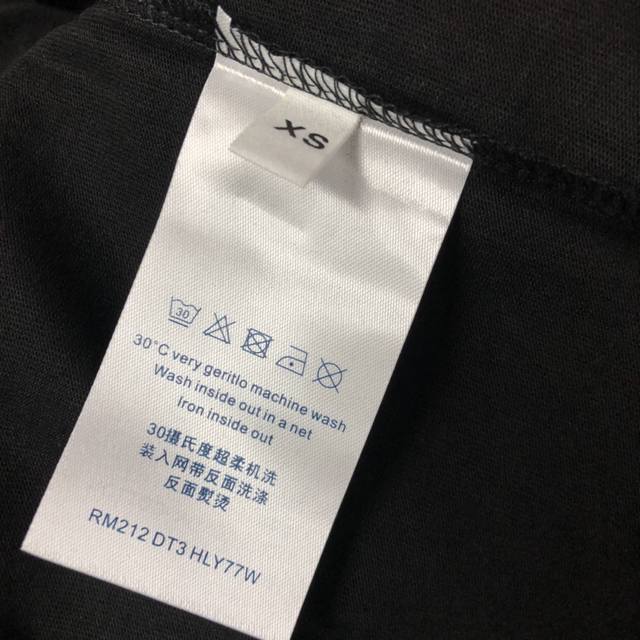 XS
30
30°C very geritlo machine wash
Wash inside out in a net
Iron inside out
30摄氏度超柔机洗
装入网带反面洗涤
反面熨烫
RM212 DT3 HLY77W